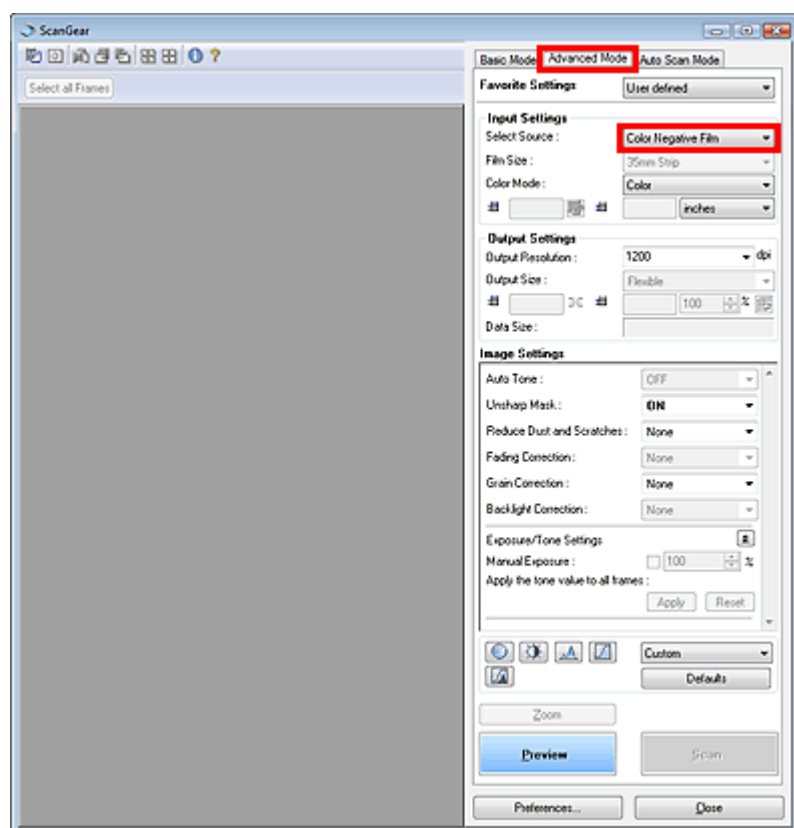 ScanGear
Basic Mode Advanced Mode Auto Scan Mode
Select all Frames
Favorite Settings User defined
Input Settings
Select Source : Color Negative Film
Film Size : 35mm Strip
Color Mode : Color
inches
Output Settings
Output Resolution : 1200 dpi
Output Size : Flexible
100 %
Data Size :
Image Settings
Auto Tone : OFF
Unsharp Mask : ON
Reduce Dust and Scratches : None
Fading Correction : None
Grain Correction : None
Backlight Correction : None
Exposure/Tone Settings
Manual Exposure : 100 %
Apply the tone value to all frames :
Apply Reset
Custom
Defaults
Zoom
Preview Scan
Preferences... Close